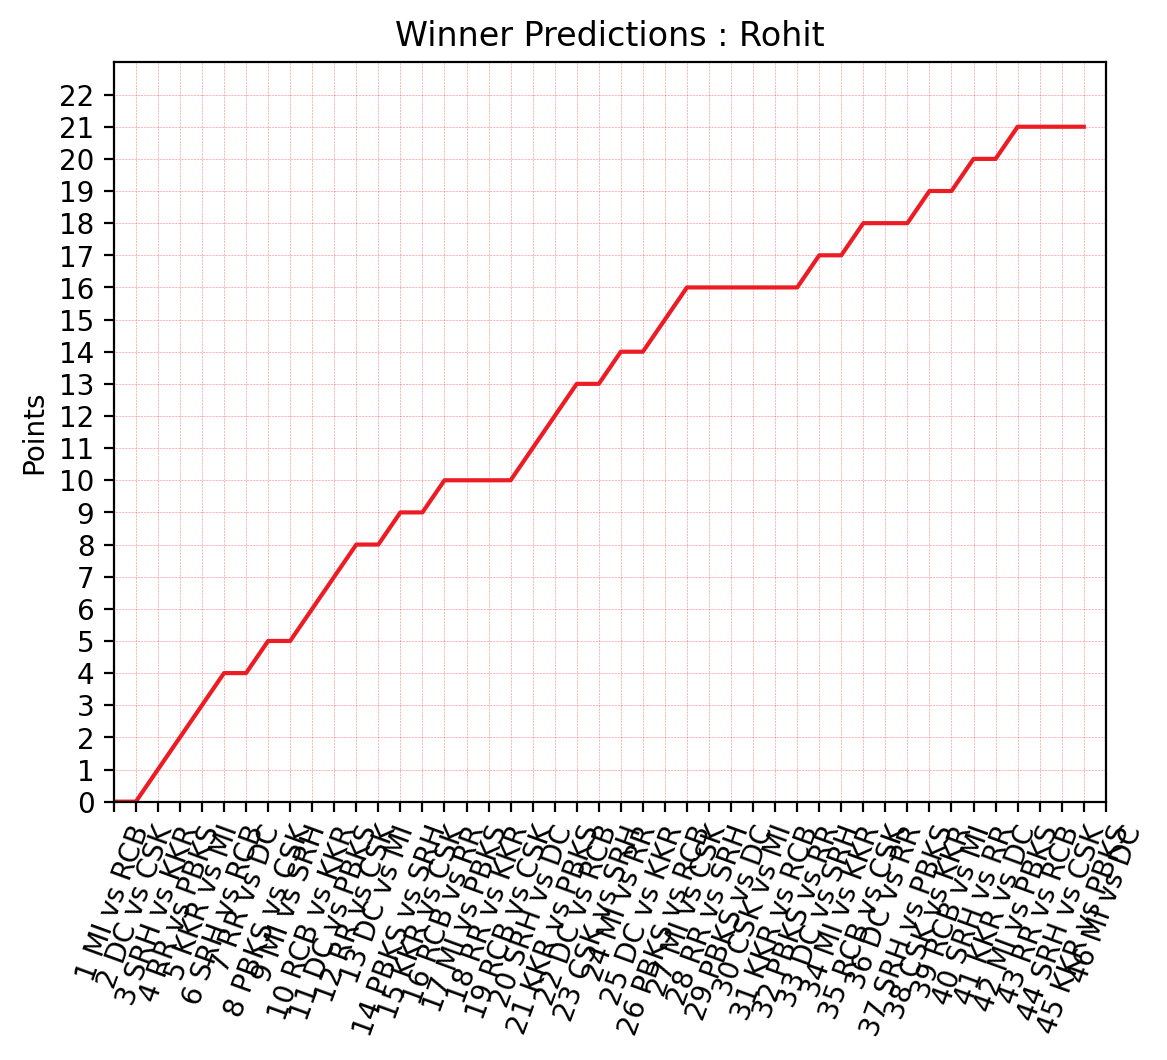 Winner Predictions : Rohit
22
21
20
19
18
17
16
15
14
13
12
11
10
9
8
7
6
5
4
3
2
1
0
Points
1 MI vs RCB
2 DC vs CSK
3 SRH vs KKR
4 RR vs PBKS
5 KKR vs MI
6 SRH vs RCB
7 RR vs DC
8 PBKS vs CSK
9 MI vs SRH
10 RCB vs KKR
11 DC vs PBKS
12 RR vs CSK
13 DC vs MI
14 PBKS vs SRH
15 KKR vs CSK
16 RCB vs RR
17 MI vs PBKS
18 RR vs KKR
19 RCB vs CSK
20 SRH vs DC
21 KKR vs PBKS
22 DC vs RCB
23 CSK vs SRH
24 MI vs RR
25 DC vs KKR
26 PBKS vs RCB
27 MI vs CSK
28 RR vs SRH
29 PBKS vs DC
30 CSK vs MI
31 KKR vs RCB
32 PBKS vs RR
33 DC vs SRH
34 MI vs KKR
35 RCB vs CSK
36 DC vs RR
37 SRH vs PBKS
38 CSK vs KKR
39 RCB vs MI
40 SRH vs RR
41 KKR vs DC
42 MI vs PBKS
43 RR vs RCB
44 SRH vs CSK
45 KKR vs PBKS
46 MI vs DC